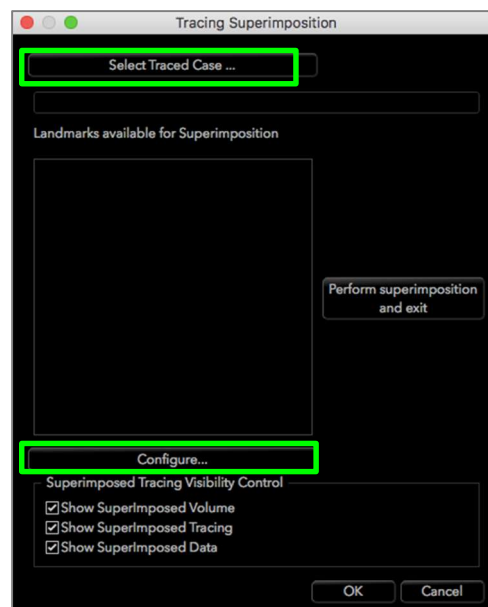 Tracing Superimposition
Select Traced Case ...
Landmarks available for Superimposition
Perform superimposition
and exit
Configure...
Superimposed Tracing Visibility Control
Show SuperImposed Volume
Show SuperImposed Tracing
Show SuperImposed Data
OK
Cancel